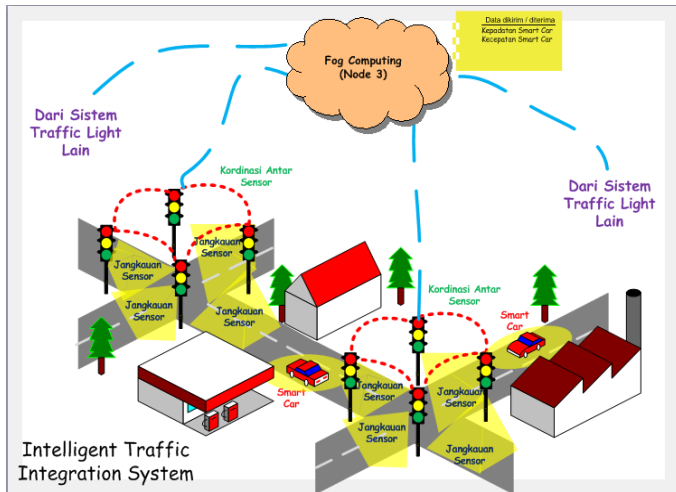 Data dikirim / diterima
Kepadatan Smart Car
Kecepatan Smart Car
Fog Computing
(Node 3)
Dari Sistem
Traffic Light
Lain
Kordinasi Antar
Sensor
Dari Sistem
Traffic Light
Lain
Jangkauan
Sensor
Jangkauan
Sensor
Jangkauan
Sensor
Jangkauan
Sensor
Kordinasi Antar
Sensor
Smart
Car
Smart
Car
Jangkauan
Sensor
Jangkauan
Sensor
Jangkauan
Sensor
Jangkauan
Sensor
Intelligent Traffic
Integration System